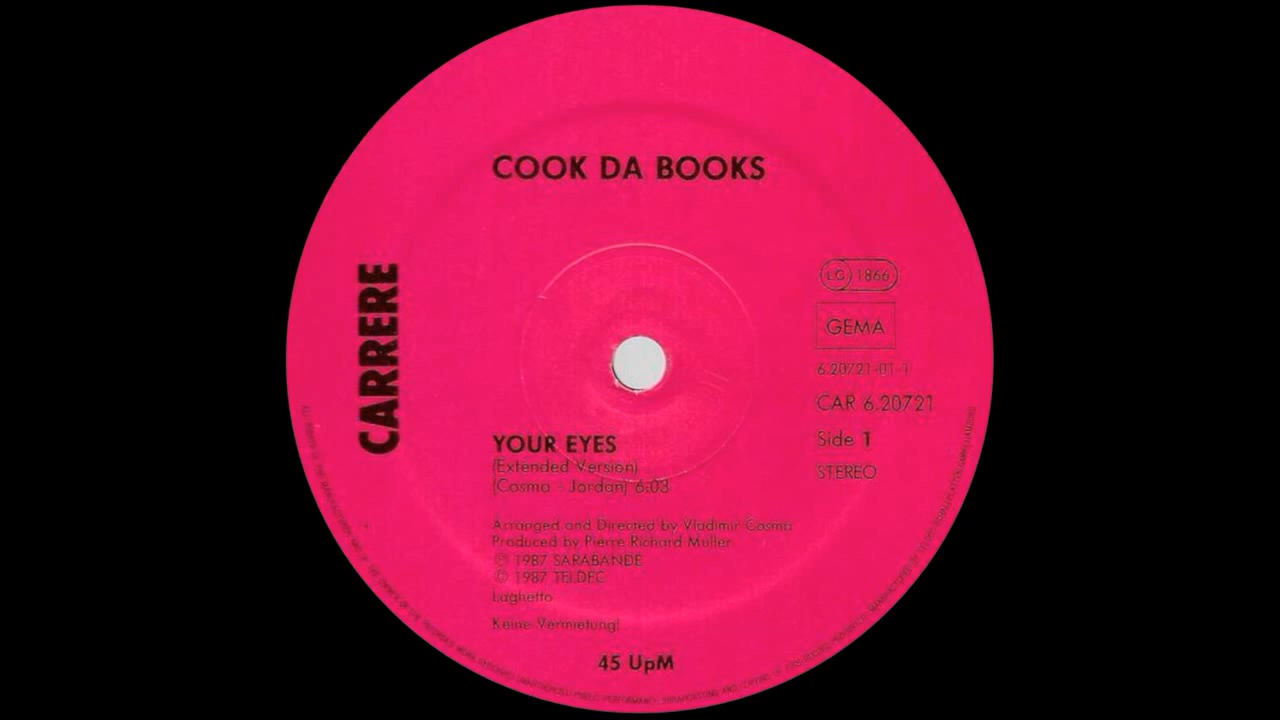 COOK DA BOOKS
CARRERE
LC 1866
GEMA
6.20721-01-1
CAR 6.20721
Side 1
STEREO
YOUR EYES
(Extended Version)
(Cosma - Jordan) 6:03
Arranged and Directed by Vladimir Cosma
Produced by Pierre Richard Muller
Ⓟ 1987 SARABANDE
© 1987 TELDEC
Laghetto
Keine Vermietung!
45 UpM